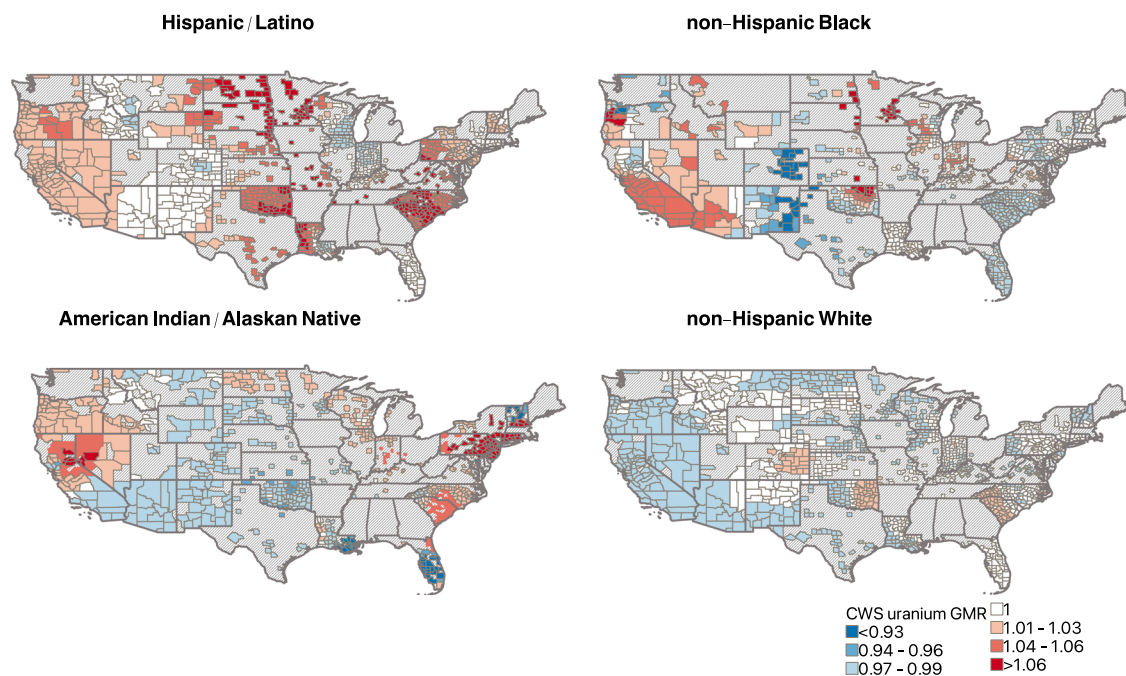 Hispanic / Latino
non–Hispanic Black
American Indian / Alaskan Native
non–Hispanic White
CWS uranium GMR
<0.93
0.94 – 0.96
0.97 – 0.99
1
1.01 – 1.03
1.04 – 1.06
>1.06